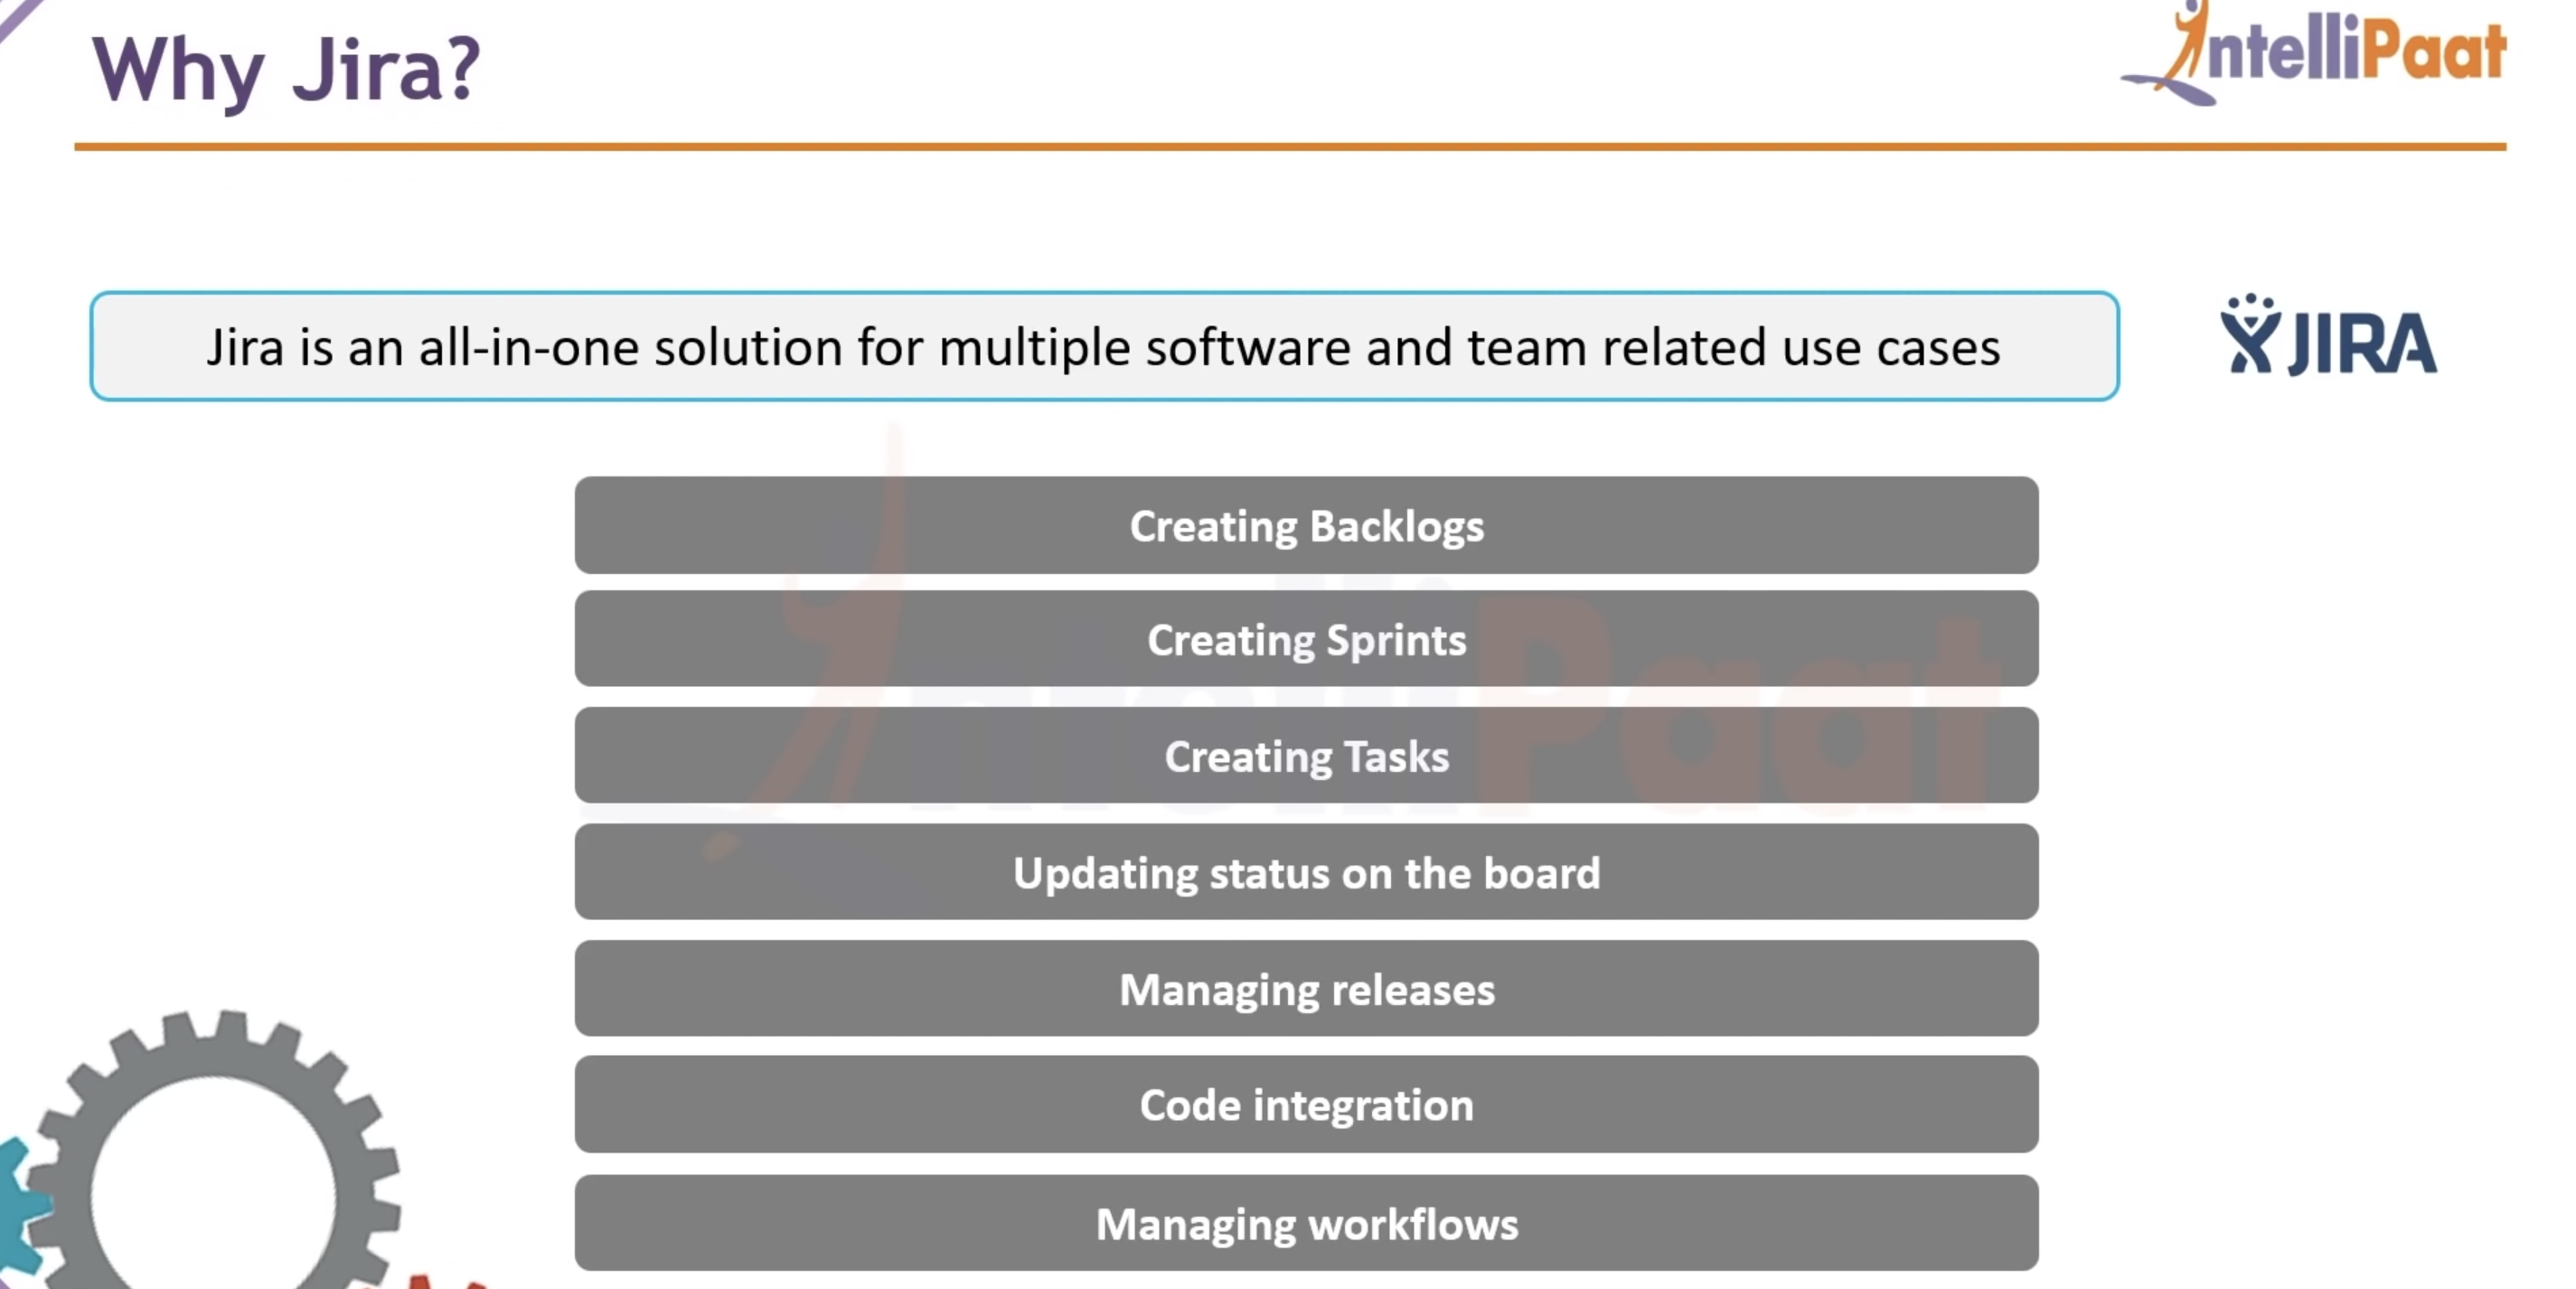 Why Jira?
IntelliPaat
Jira is an all-in-one solution for multiple software and team related use cases
JIRA
Creating Backlogs
Creating Sprints
Creating Tasks
Updating status on the board
Managing releases
Code integration
Managing workflows
IntelliPaat